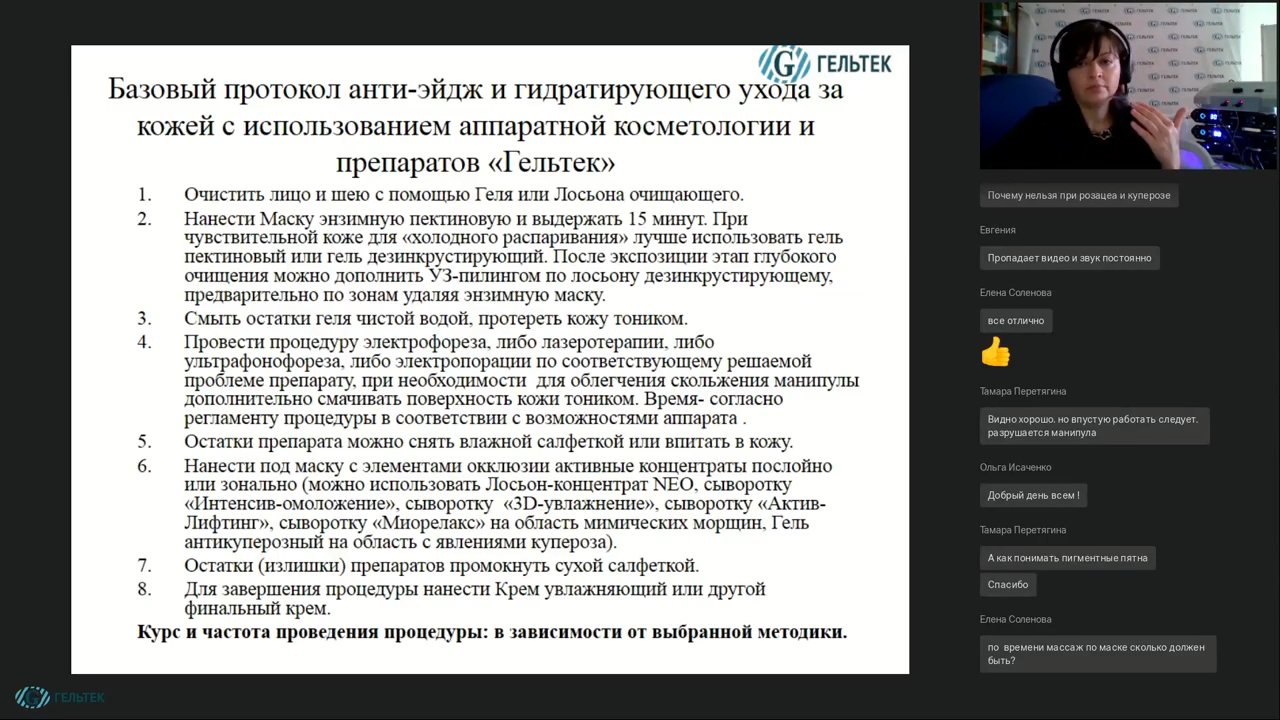 ГЕЛЬТЕК
Базовый протокол анти-эйдж и гидратирующего ухода за
кожей с использованием аппаратной косметологии и
препаратов «Гельтек»
1. Очистить лицо и шею с помощью Геля или Лосьона очищающего.
2. Нанести Маску энзимную пектиновую и выдержать 15 минут. При
чувствительной коже для «холодного распаривания» лучше использовать гель
пектиновый или гель дезинкрустирующий. После экспозиции этап глубокого
очищения можно дополнить УЗ-пилингом по лосьону дезинкрустирующему,
предварительно по зонам удаляя энзимную маску.
3. Смыть остатки геля чистой водой, протереть кожу тоником.
4. Провести процедуру электрофореза, либо лазеротерапии, либо
ультрафонофореза, либо электропорации по соответствующему решаемой
проблеме препарату, при необходимости для облегчения скольжения манипулы
дополнительно смачивать поверхность кожи тоником. Время- согласно
регламенту процедуры в соответствии с возможностями аппарата .
5. Остатки препарата можно снять влажной салфеткой или впитать в кожу.
6. Нанести под маску с элементами окклюзии активные концентраты послойно
или зонально (можно использовать Лосьон-концентрат NEO, сыворотку
«Интенсив-омоложение», сыворотку «3D-увлажнение», сыворотку «Актив-
Лифтинг», сыворотку «Миорелакс» на область мимических морщин, Гель
антикуперозный на область с явлениями купероза).
7. Остатки (излишки) препаратов промокнуть сухой салфеткой.
8. Для завершения процедуры нанести Крем увлажняющий или другой
финальный крем.
Курс и частота проведения процедуры: в зависимости от выбранной методики.
ГЕЛЬТЕК
Почему нельзя при розацеа и куперозе
Евгения
Пропадает видео и звук постоянно
Елена Соленова
все отлично
Тамара Перетягина
Видно хорошо. но впустую работать следует.
разрушается манипула
Ольга Исаченко
Добрый день всем !
Тамара Перетягина
А как понимать пигментные пятна
Спасибо
Елена Соленова
по времени массаж по маске сколько должен
быть?